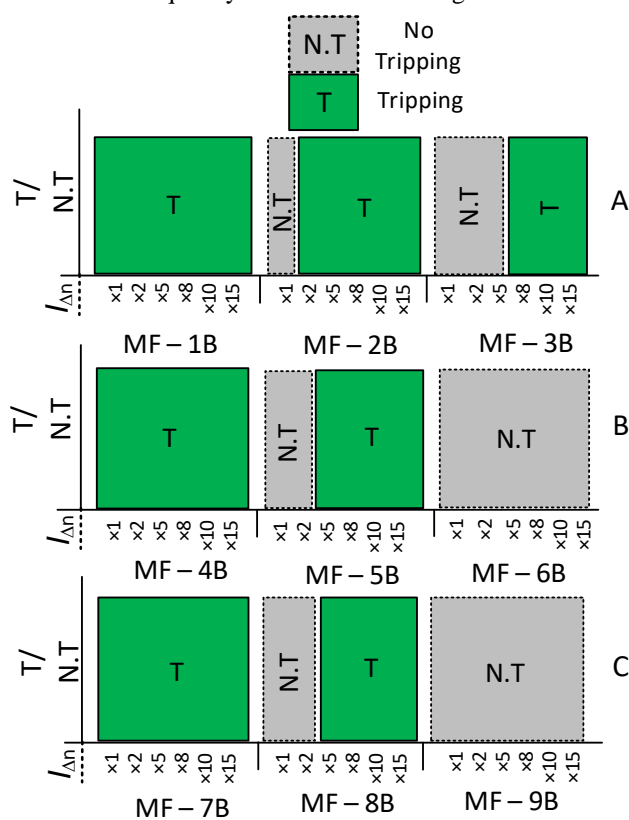 N.T
No
Tripping
T
Tripping
T/
N.T
T
N.T
T
N.T
T
A
IΔn
×1
×2
×5
×8
×10
×15
×1
×2
×5
×8
×10
×15
×1
×2
×5
×8
×10
×15
MF – 1B
MF – 2B
MF – 3B
T/
N.T
T
N.T
T
N.T
B
IΔn
×1
×2
×5
×8
×10
×15
×1
×2
×5
×8
×10
×15
×1
×2
×5
×8
×10
×15
MF – 4B
MF – 5B
MF – 6B
T/
N.T
T
N.T
T
N.T
C
IΔn
×1
×2
×5
×8
×10
×15
×1
×2
×5
×8
×10
×15
×1
×2
×5
×8
×10
×15
MF – 7B
MF – 8B
MF – 9B